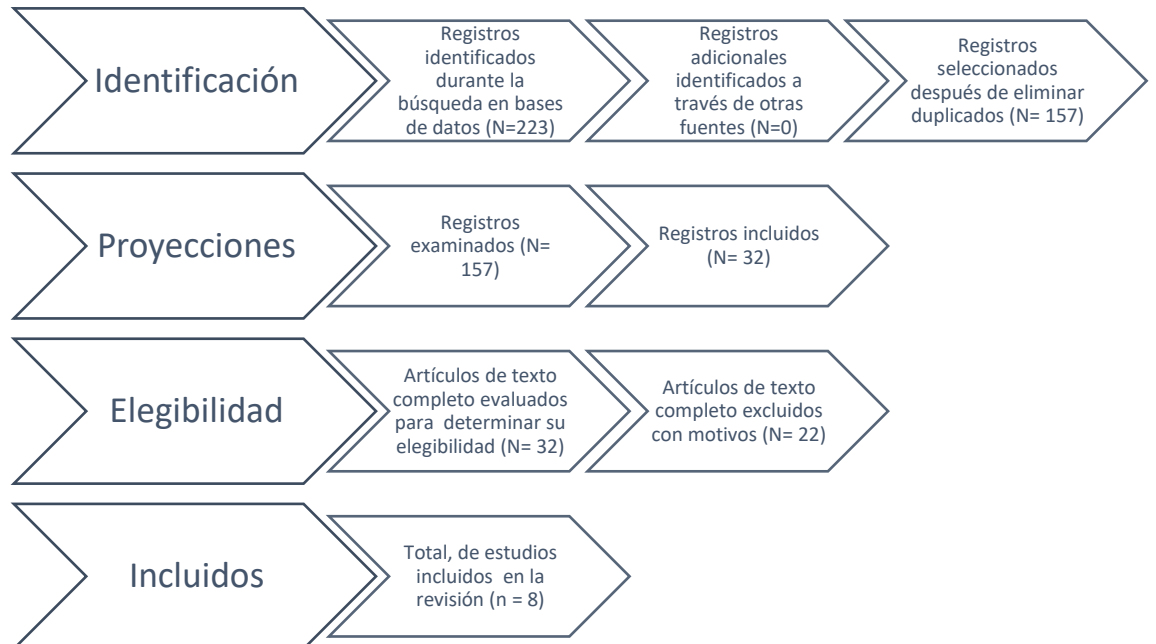 Identificación
Registros
identificados
durante la
búsqueda en bases
de datos (N=223)
Registros
adicionales
identificados a
través de otras
fuentes (N=0)
Registros
seleccionados
después de eliminar
duplicados (N= 157)
Proyecciones
Registros
examinados (N=
157)
Registros incluidos
(N= 32)
Elegibilidad
Artículos de texto
completo evaluados
para determinar su
elegibilidad (N= 32)
Artículos de texto
completo excluidos
con motivos (N= 22)
Incluidos
Total, de estudios
incluidos en la
revisión (n = 8)